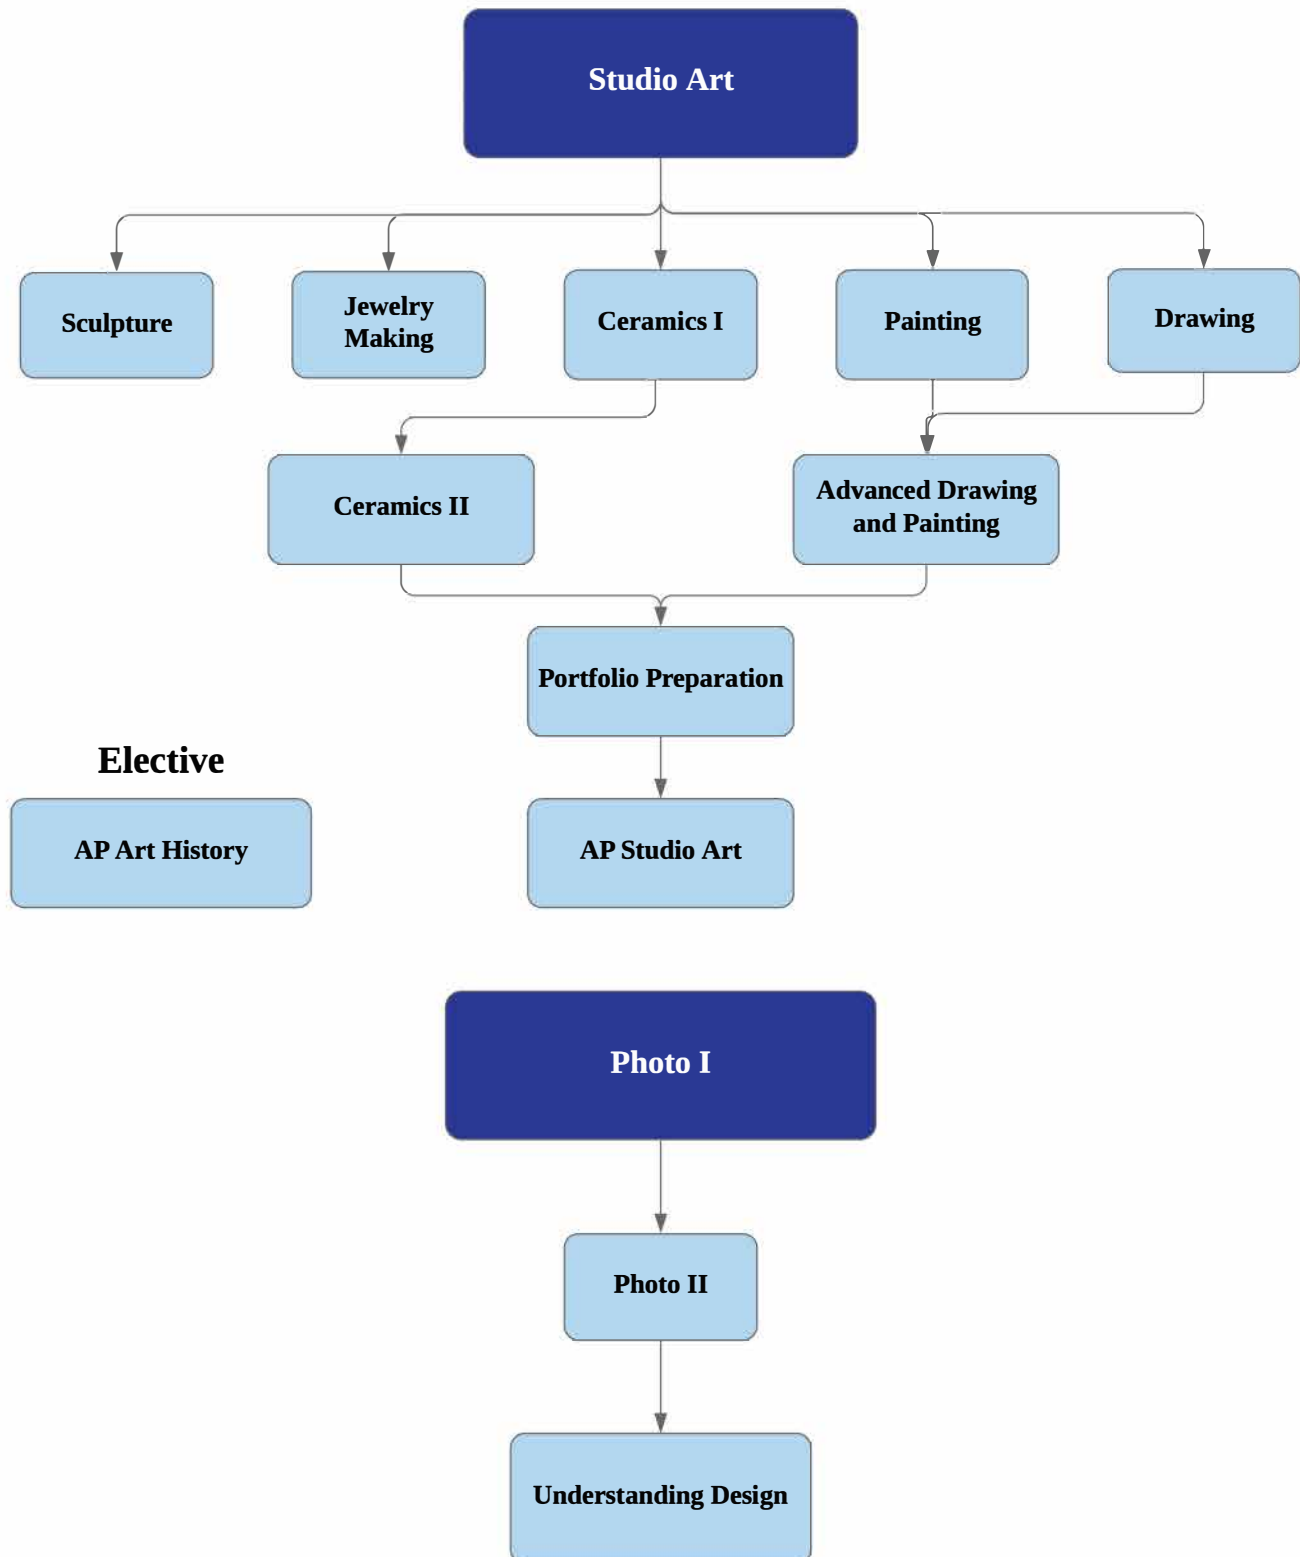 Studio Art
Sculpture
Jewelry
Making
Ceramics I
Painting
Drawing
Ceramics II
Advanced Drawing
and Painting
Portfolio Preparation
Elective
AP Art History
AP Studio Art
Photo I
Photo II
Understanding Design